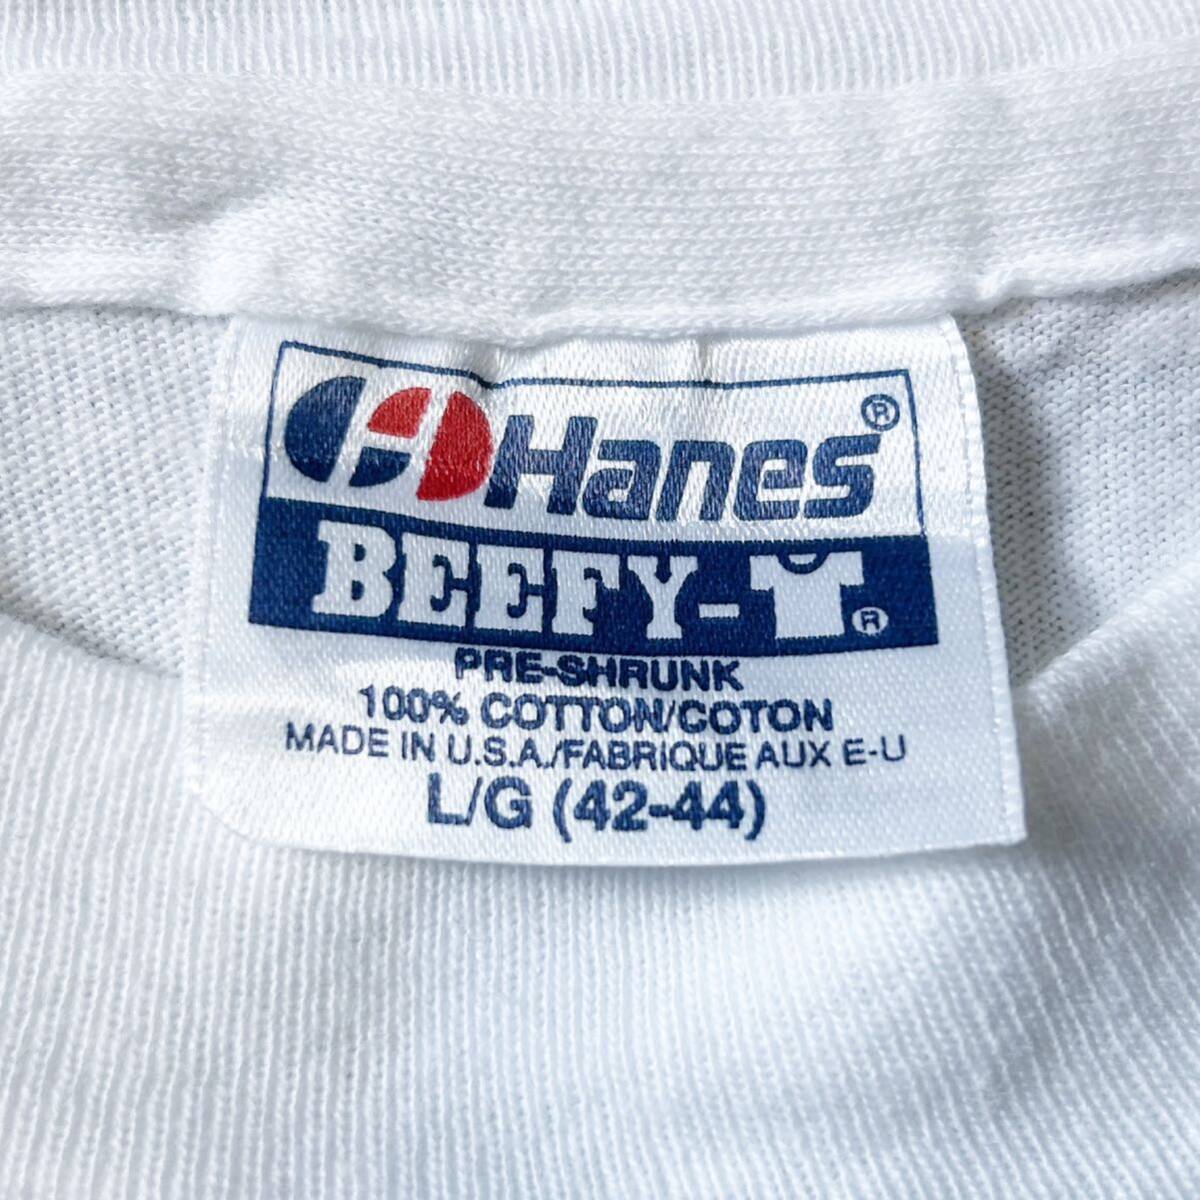 Hanes®
BEEFY-T®
PRE-SHRUNK
100% COTTON/COTON
MADE IN U.S.A./FABRIQUE AUX E-U
L/G (42-44)